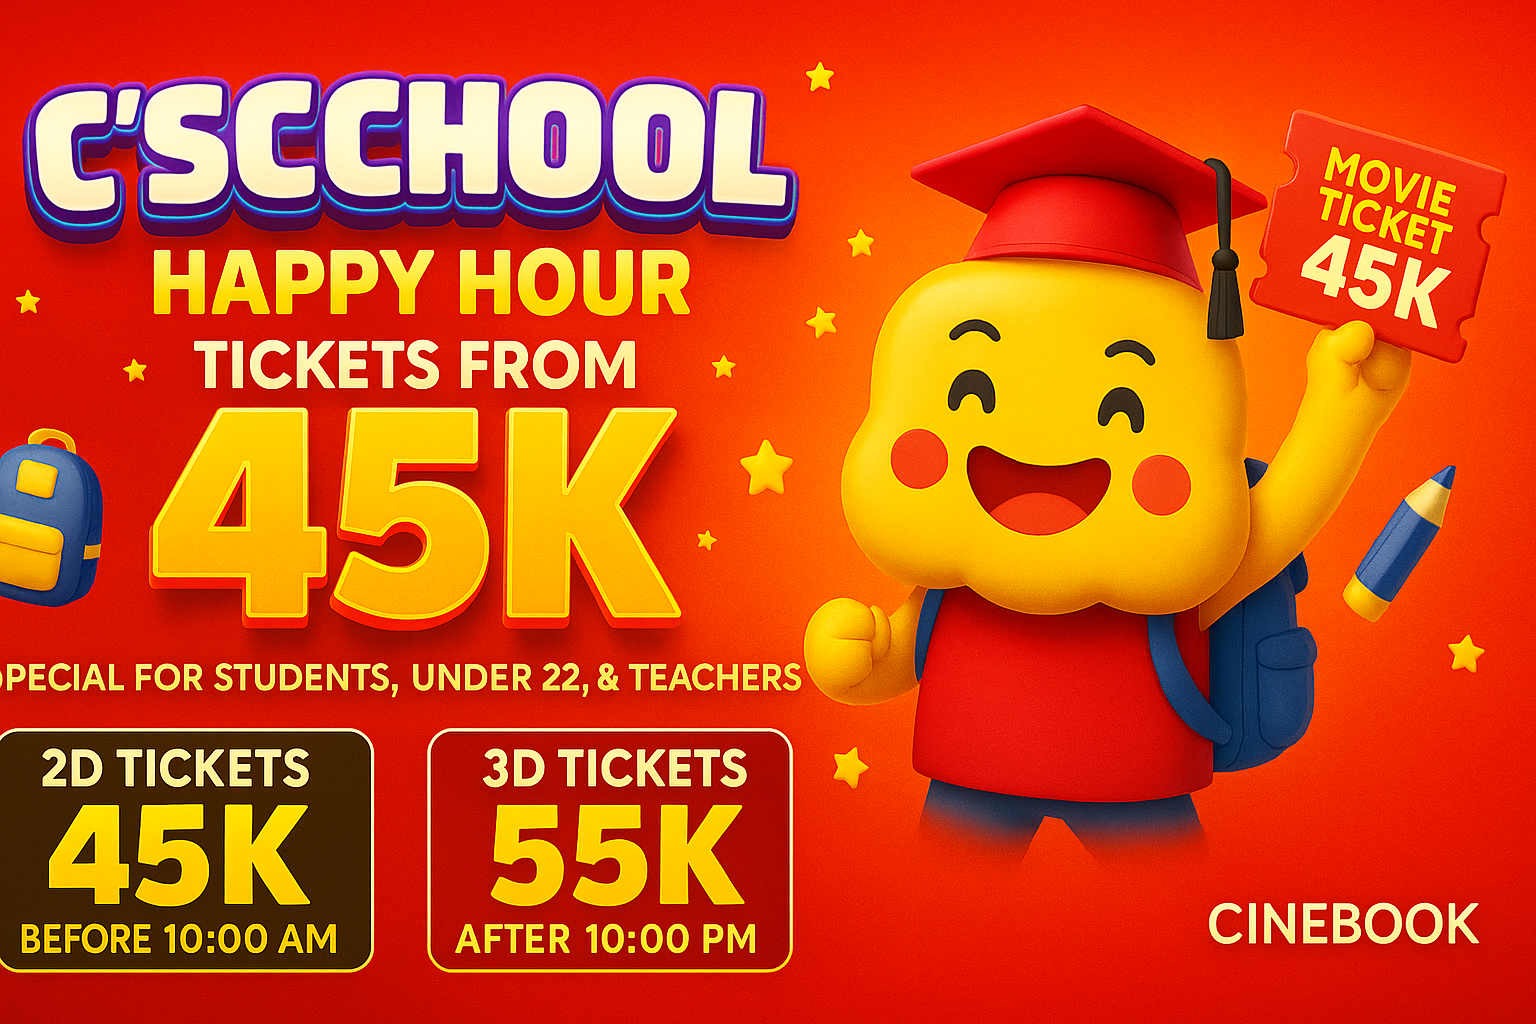 C'SCCHOOL
HAPPY HOUR
TICKETS FROM
45K
SPECIAL FOR STUDENTS, UNDER 22, & TEACHERS
2D TICKETS
45K
BEFORE 10:00 AM
3D TICKETS
55K
AFTER 10:00 PM
MOVIE
TICKET
45K
CINEBOOK